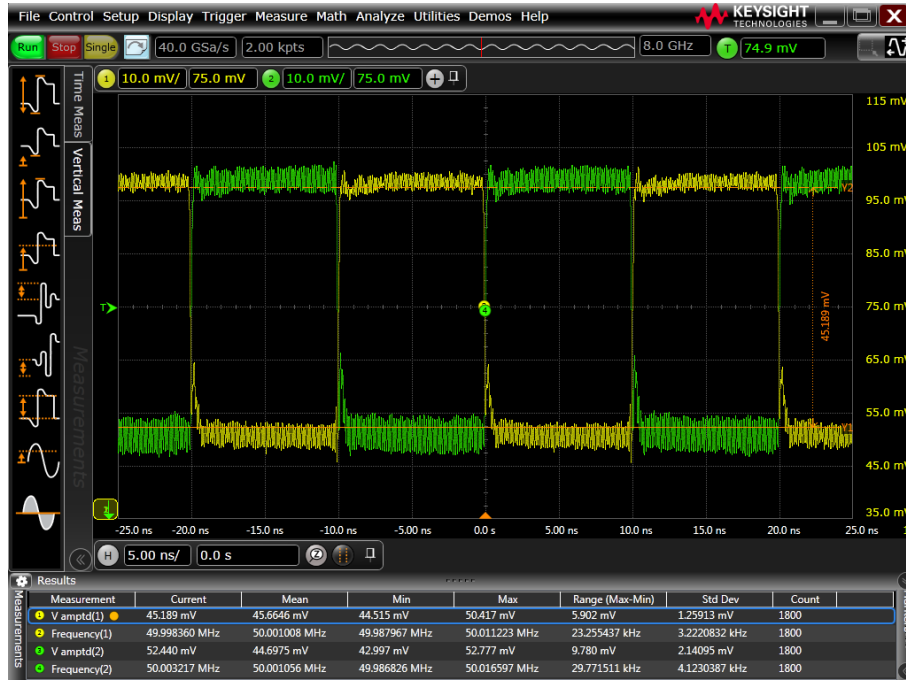 File Control Setup Display Trigger Measure Math Analyze Utilities Demos Help KEYSIGHT TECHNOLOGIES
Run Stop Single 40.0 GSa/s 2.00 kpts 8.0 GHz T 74.9 mV
1 10.0 mV/ 75.0 mV 2 10.0 mV/ 75.0 mV +
Time Meas
Vertical Meas
Measurements
115 mV
105 mV
Y2
95.0 mV
85.0 mV
T 75.0 mV
4
45.189 mV
65.0 mV
55.0 mV
Y1
45.0 mV
35.0 mV
-25.0 ns -20.0 ns -15.0 ns -10.0 ns -5.00 ns 0.0 s 5.00 ns 10.0 ns 15.0 ns 20.0 ns 25.0 ns
H 5.00 ns/ 0.0 s Z
Results
Measurements
Measurement Current Mean Min Max Range (Max-Min) Std Dev Count
1 V amptd(1) 45.189 mV 45.6646 mV 44.515 mV 50.417 mV 5.902 mV 1.25913 mV 1800
2 Frequency(1) 49.998360 MHz 50.001008 MHz 49.987967 MHz 50.011223 MHz 23.255437 kHz 3.2220832 kHz 1800
3 V amptd(2) 52.440 mV 44.6975 mV 42.997 mV 52.777 mV 9.780 mV 2.14095 mV 1800
4 Frequency(2) 50.003217 MHz 50.001056 MHz 49.986826 MHz 50.016597 MHz 29.771511 kHz 4.1230387 kHz 1800